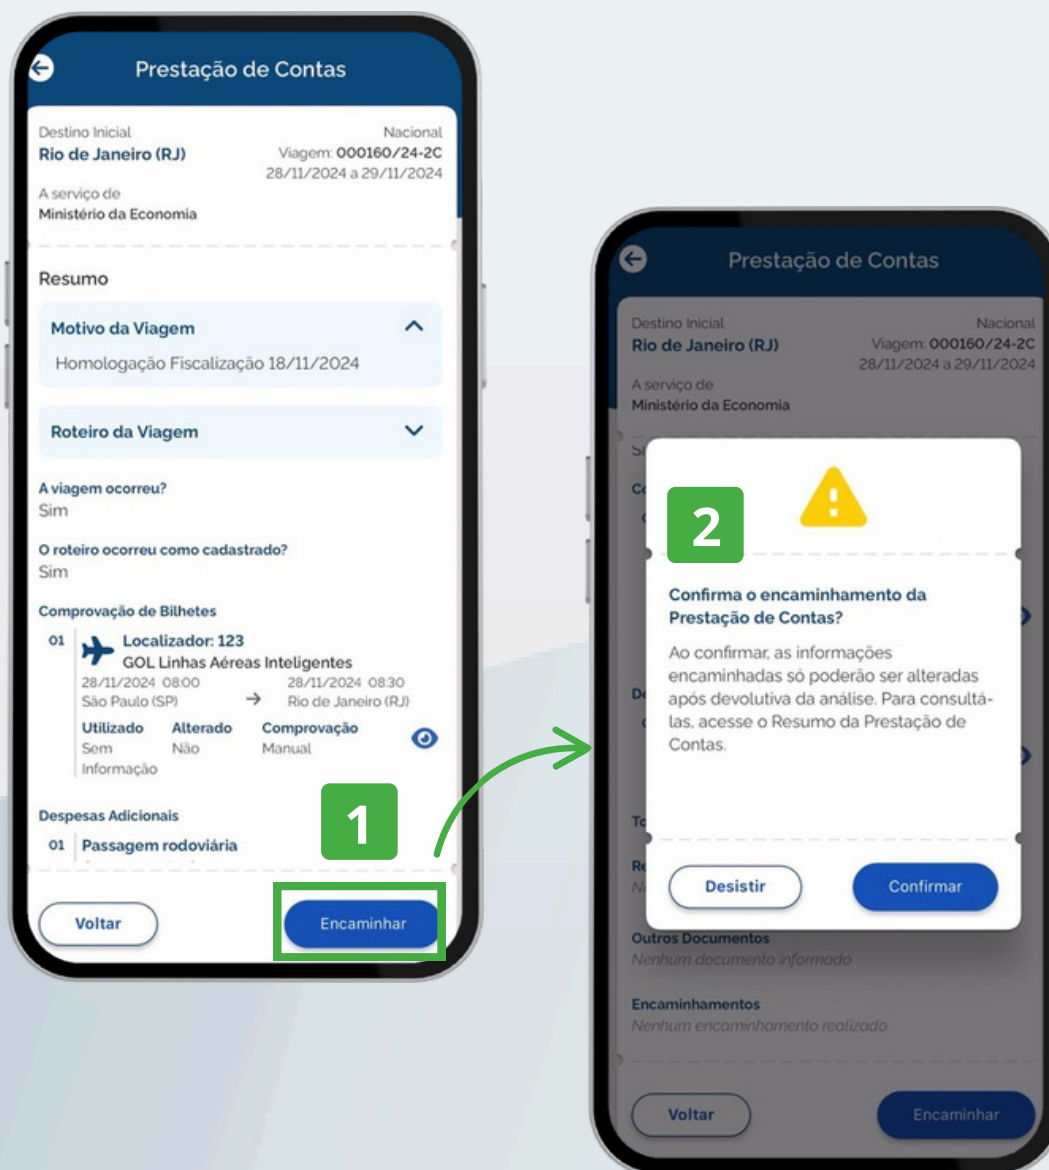 Prestação de Contas
Destino Inicial
Nacional
Rio de Janeiro (RJ)
Viagem: 000160/24-2C
28/11/2024 a 29/11/2024
A serviço de
Ministério da Economia
Resumo
Motivo da Viagem
Homologação Fiscalização 18/11/2024
Roteiro da Viagem
A viagem ocorreu?
Sim
O roteiro ocorreu como cadastrado?
Sim
Comprovação de Bilhetes
01 Localizador: 123
GOL Linhas Aéreas Inteligentes
28/11/2024 08:00 28/11/2024 08:30
São Paulo (SP) → Rio de Janeiro (RJ)
Utilizado Alterado Comprovação
Sem Não Manual
Informação
Despesas Adicionais
1
01 Passagem rodoviária
Voltar Encaminhar
Prestação de Contas
Destino Inicial
Nacional
Rio de Janeiro (RJ)
Viagem: 000160/24-2C
28/11/2024 a 29/11/2024
A serviço de
Ministério da Economia
2
Confirma o encaminhamento da
Prestação de Contas?
Ao confirmar, as informações
encaminhadas só poderão ser alteradas
após devolutiva da análise. Para consultá-
las, acesse o Resumo da Prestação de
Contas.
Desistir Confirmar
Outros Documentos
Nenhum documento informado
Encaminhamentos
Nenhum encaminhamento realizado
Voltar Encaminhar